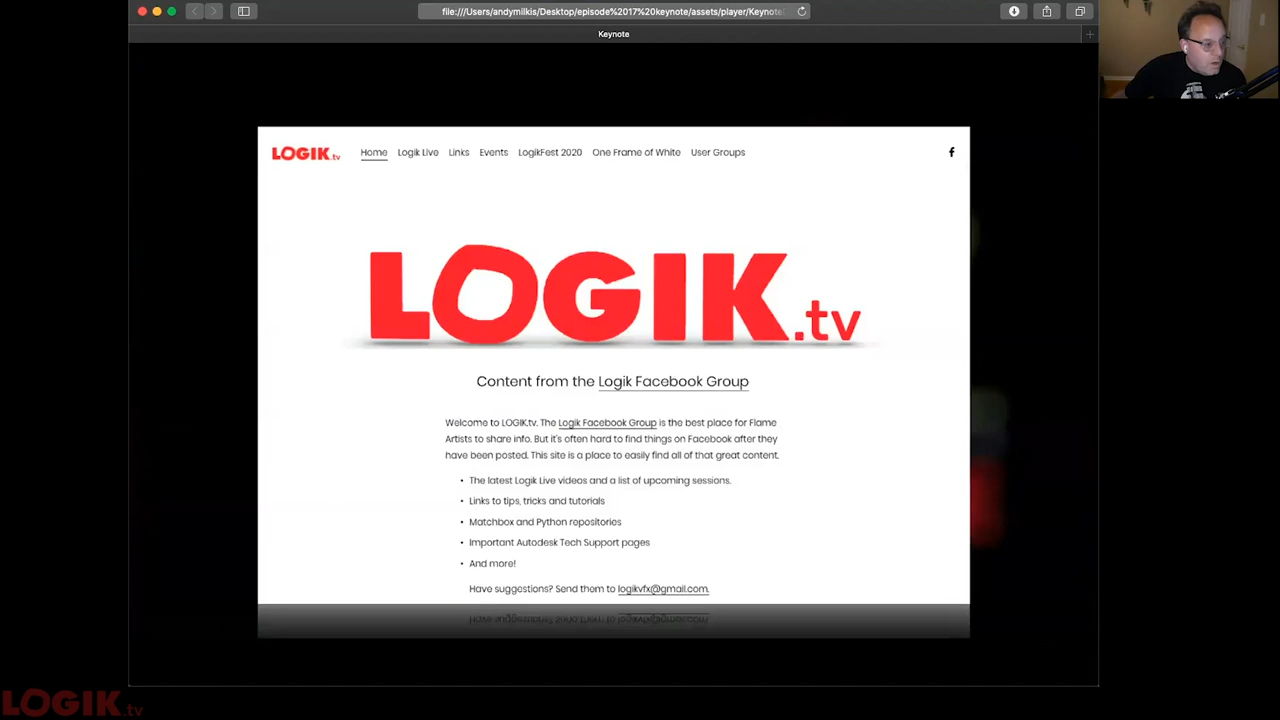 file:///Users/andymilkis/Desktop/episode%2017%20keynote/assets/player/Keynote
Keynote
LOGIK.tv Home Logik Live Links Events LogikFest 2020 One Frame of White User Groups
LOGIK.tv
Content from the Logik Facebook Group
Welcome to LOGIK.tv. The Logik Facebook Group is the best place for Flame
Artists to share info. But it's often hard to find things on Facebook after they
have been posted. This site is a place to easily find all of that great content.
• The latest Logik Live videos and a list of upcoming sessions.
• Links to tips, tricks and tutorials
• Matchbox and Python repositories
• Important Autodesk Tech Support pages
• And more!
Have suggestions? Send them to logikvfx@gmail.com.
LOGIK.tv